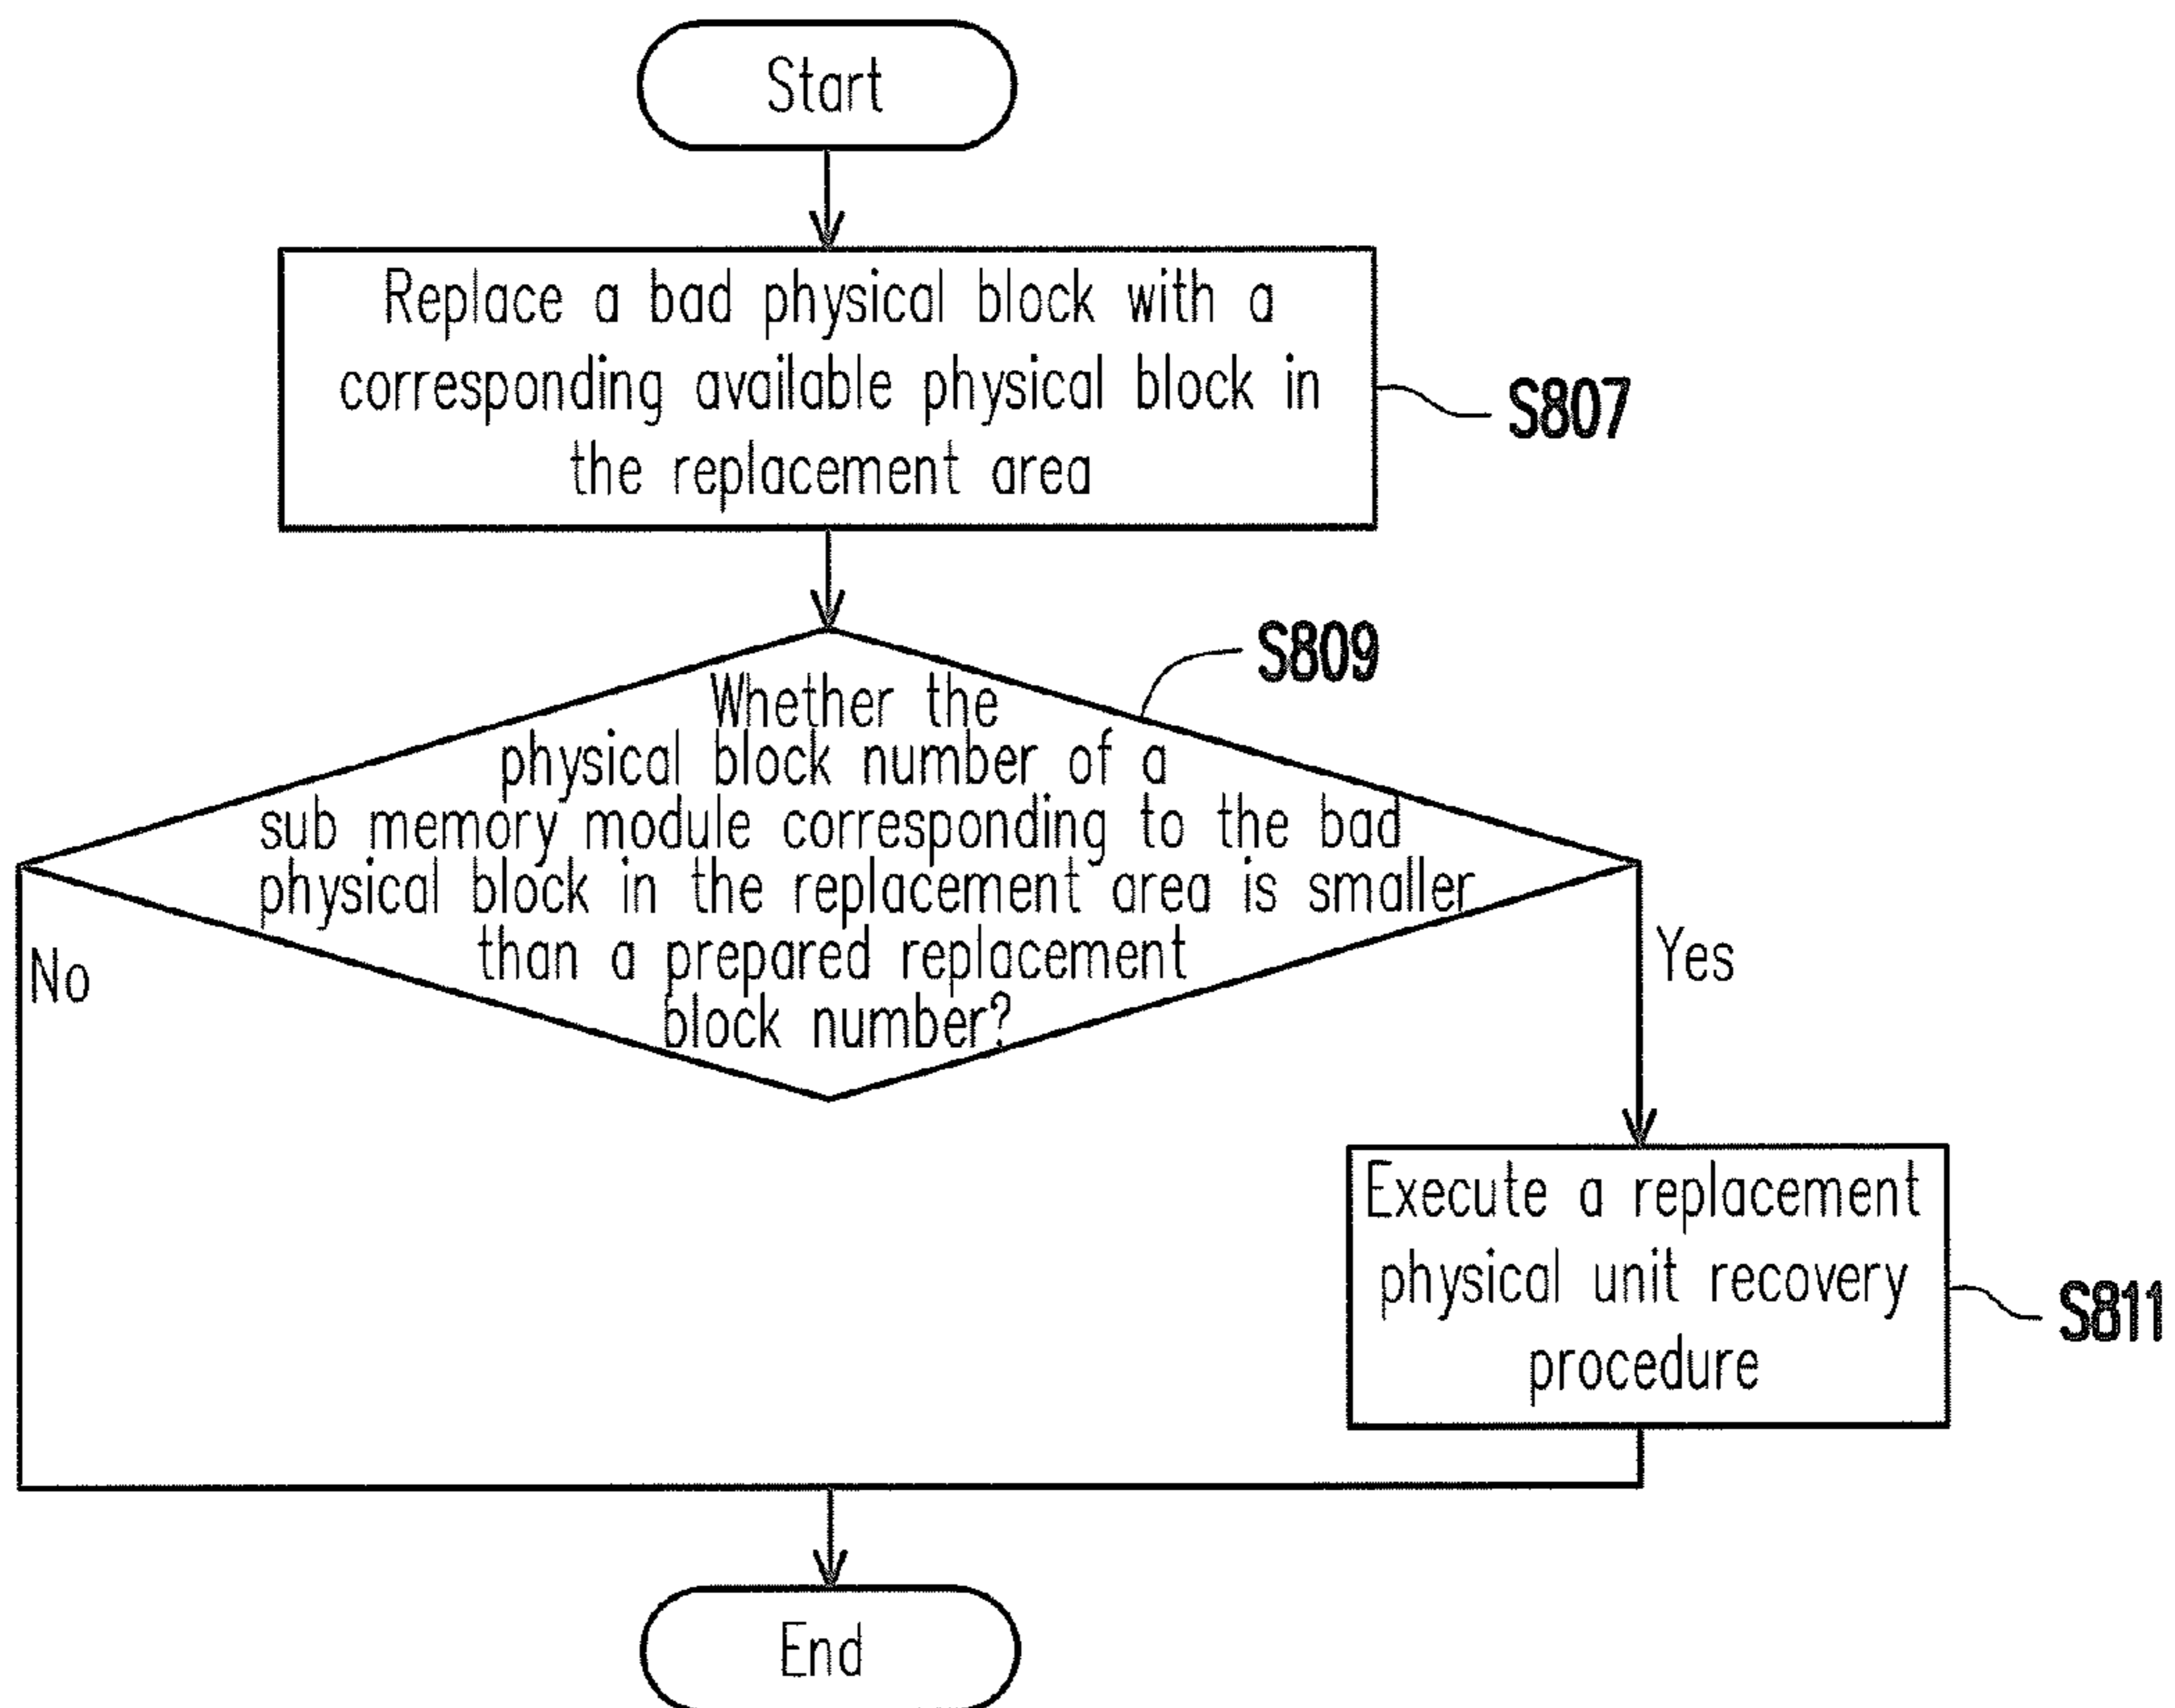 Start
Replace a bad physical block with a
corresponding available physical block in
the replacement area
S807
S809
Whether the
physical block number of a
sub memory module corresponding to the bad
physical block in the replacement area is smaller
than a prepared replacement
block number?
No
Yes
Execute a replacement
physical unit recovery
procedure
S811
End